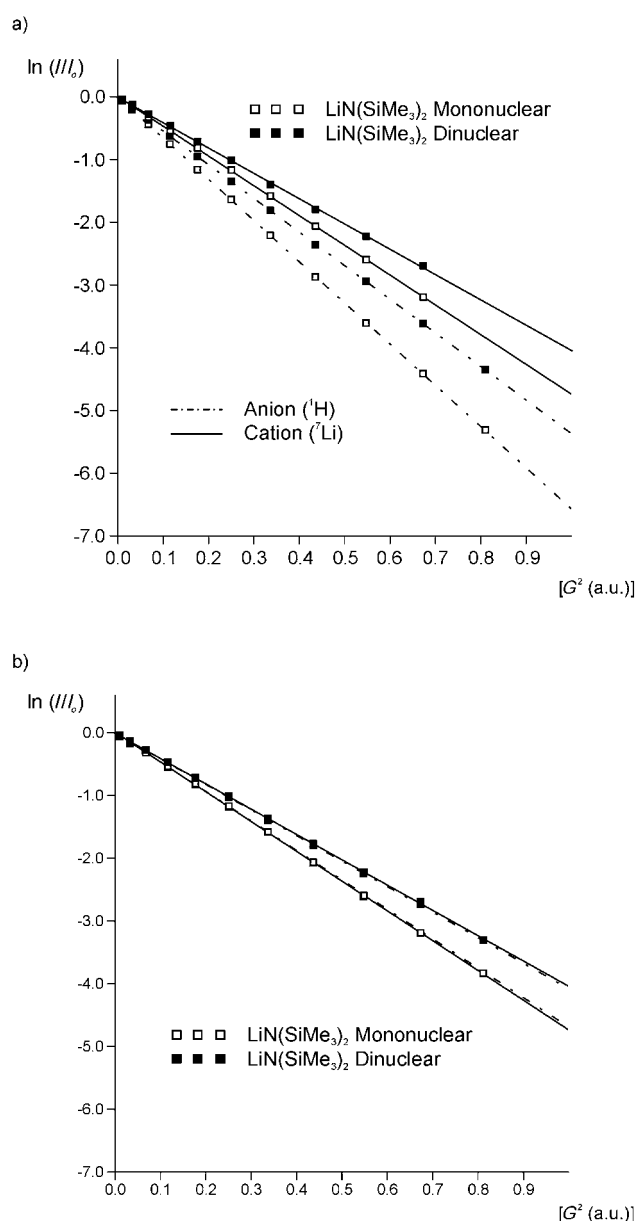 a)
ln (I/Iₒ)
0.0
-1.0
-2.0
-3.0
-4.0
-5.0
-6.0
-7.0
LiN(SiMe₃)₂ Mononuclear
LiN(SiMe₃)₂ Dinuclear
Anion (¹H)
Cation (⁷Li)
0.0 0.1 0.2 0.3 0.4 0.5 0.6 0.7 0.8 0.9
[G² (a.u.)]
b)
ln (I/Iₒ)
0.0
-1.0
-2.0
-3.0
-4.0
-5.0
-6.0
-7.0
LiN(SiMe₃)₂ Mononuclear
LiN(SiMe₃)₂ Dinuclear
0.0 0.1 0.2 0.3 0.4 0.5 0.6 0.7 0.8 0.9
[G² (a.u.)]